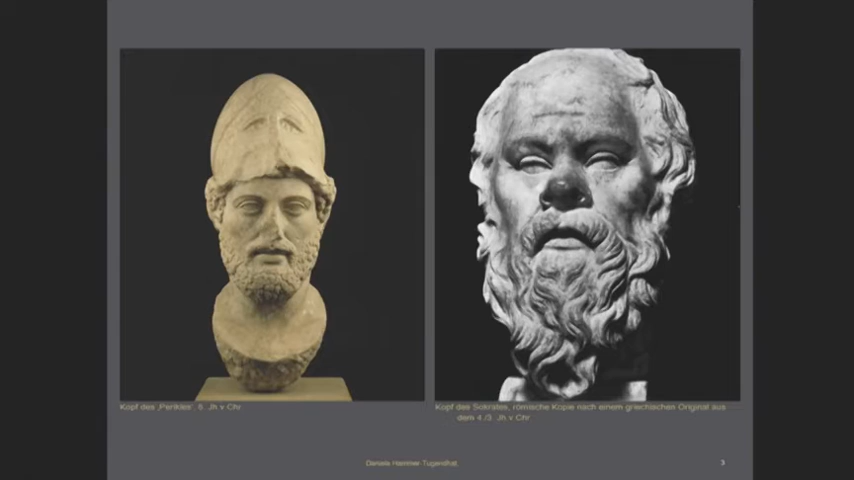 Kopf des ‚Perikles' 5. Jh.v.Chr.
Kopf des Sokrates, römische Kopie nach einem griechischen Original aus
dem 4./3. Jh.v.Chr.
Daniela Hammer-Tugendhat
3